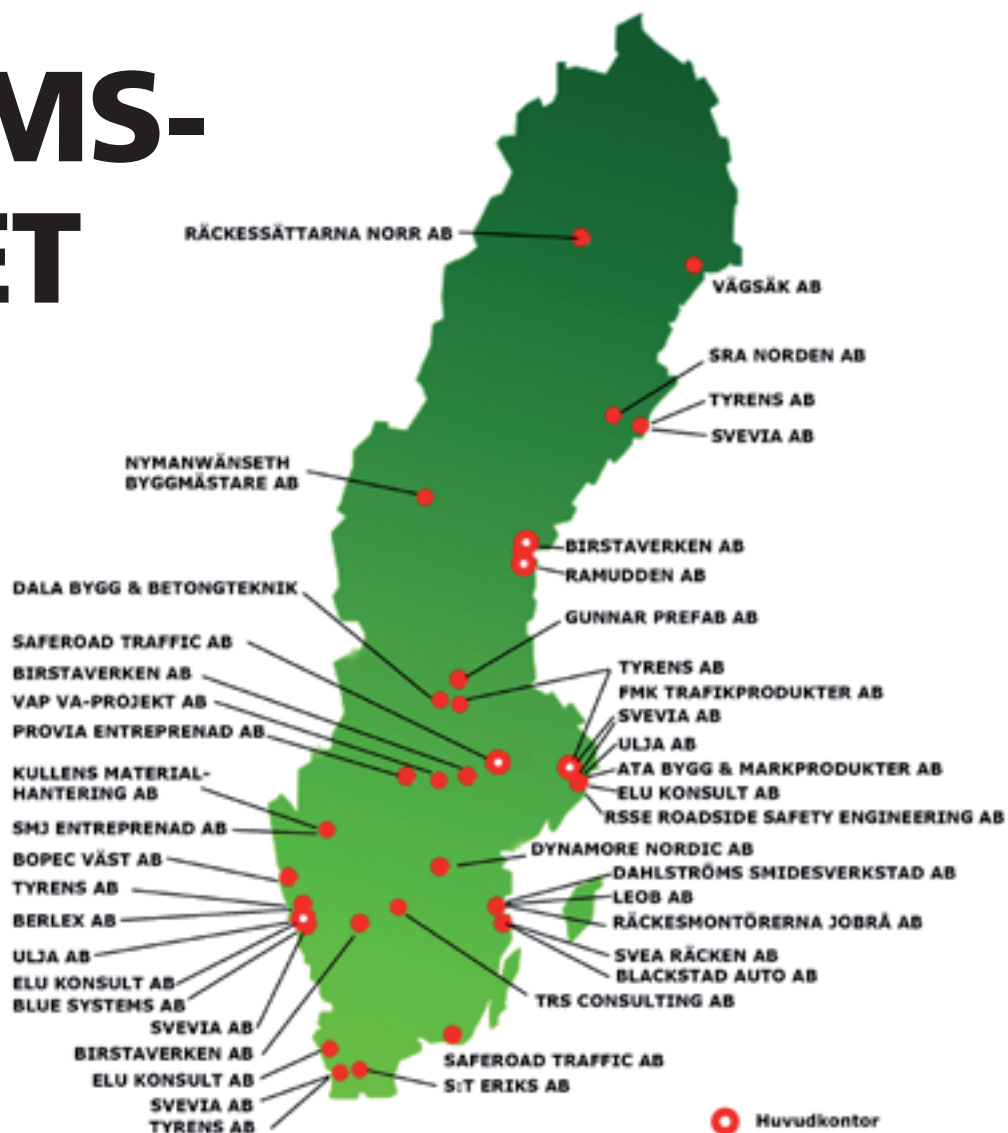 MS-
ET
RÄCKESSÄTTARNA NORR AB
VÄGSÄK AB
SRA NORDEN AB
TYRENS AB
SVEVIA AB
NYMANWÄNSETH
BYGGMÄSTARE AB
BIRSTAVERKEN AB
RAMUDDEN AB
DALA BYGG & BETONGTEKNIK
GUNNAR PREFAB AB
SAFEROAD TRAFFIC AB
BIRSTAVERKEN AB
VAP VA-PROJEKT AB
PROVIA ENTREPRENAD AB
TYRENS AB
FMK TRAFIKPRODUKTER AB
SVEVIA AB
ULJA AB
ATA BYGG & MARKPRODUKTER AB
ELU KONSULT AB
RSSE ROADSIDE SAFETY ENGINEERING AB
KULLENS MATERIAL-
HANTERING AB
SMJ ENTREPRENAD AB
BOPEC VÄST AB
TYRENS AB
BERLEX AB
ULJA AB
ELU KONSULT AB
BLUE SYSTEMS AB
SVEVIA AB
BIRSTAVERKEN AB
ELU KONSULT AB
SVEVIA AB
TYRENS AB
DYNAMORE NORDIC AB
DAHLSTRÖMS SMIDESVERKSTAD AB
LEOB AB
RÄCKESMONTÖRERNA JOBRÅ AB
SVEA RÄCKEN AB
BLACKSTAD AUTO AB
TRS CONSULTING AB
SAFEROAD TRAFFIC AB
S:T ERIKS AB
Huvudkontor